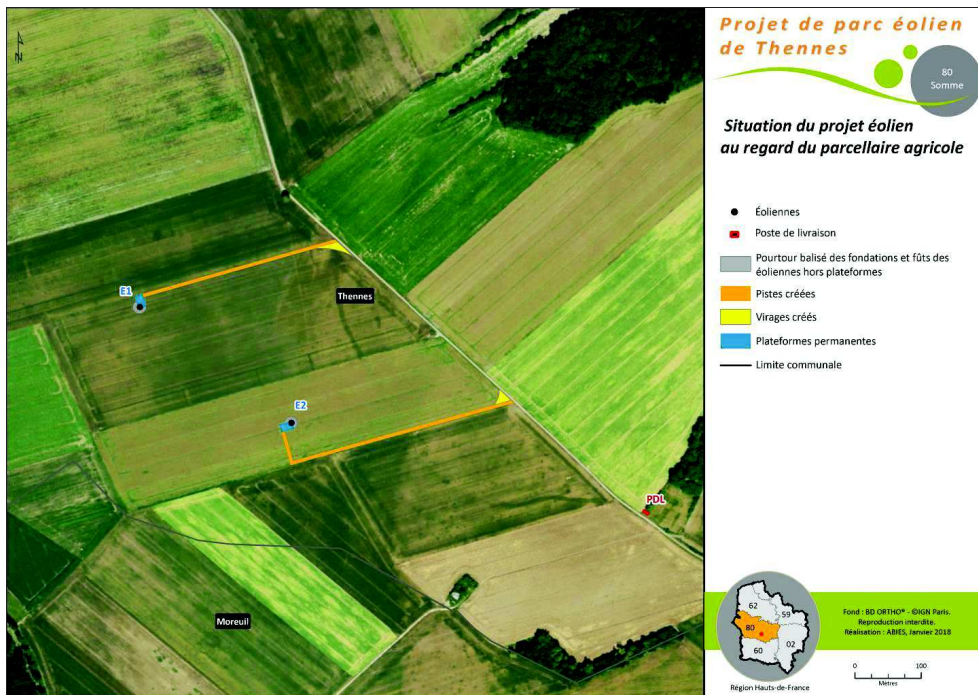 N
E1
Thennes
E2
PDL
Moreuil
Projet de parc éolien
de Thennes
80
Somme
Situation du projet éolien
au regard du parcellaire agricole
Éoliennes
Poste de livraison
Pourtour balisé des fondations et fûts des
éoliennes hors plateformes
Pistes créées
Virages créés
Plateformes permanentes
Limite communale
62
59
80
02
60
Région Hauts-de-France
Fond : BD ORTHO® - ©IGN Paris.
Reproduction interdite.
Réalisation : ABIES, Janvier 2018
0 100
Mètres